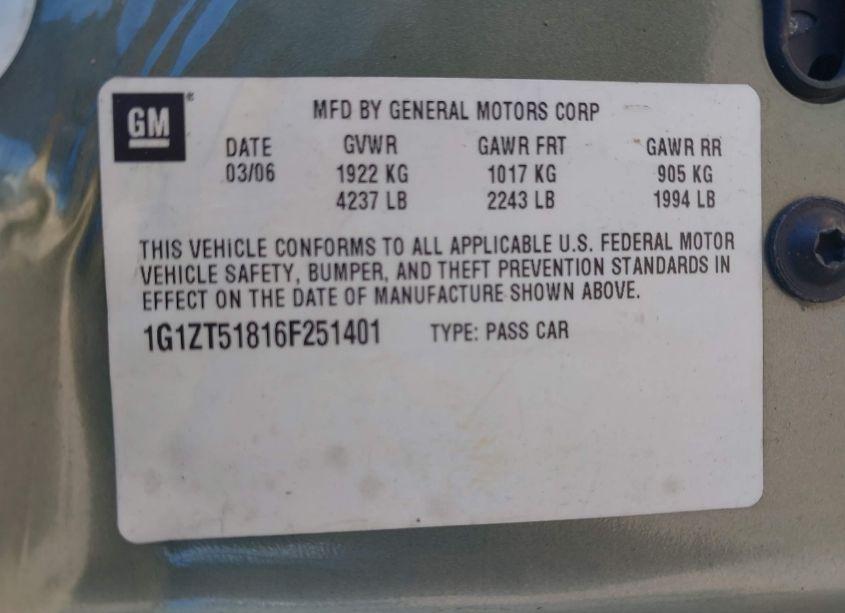 GM ®
MFD BY GENERAL MOTORS CORP
DATE GVWR GAWR FRT GAWR RR
03/06 1922 KG 1017 KG 905 KG
4237 LB 2243 LB 1994 LB
THIS VEHICLE CONFORMS TO ALL APPLICABLE U.S. FEDERAL MOTOR
VEHICLE SAFETY, BUMPER, AND THEFT PREVENTION STANDARDS IN
EFFECT ON THE DATE OF MANUFACTURE SHOWN ABOVE.
1G1ZT51816F251401 TYPE: PASS CAR